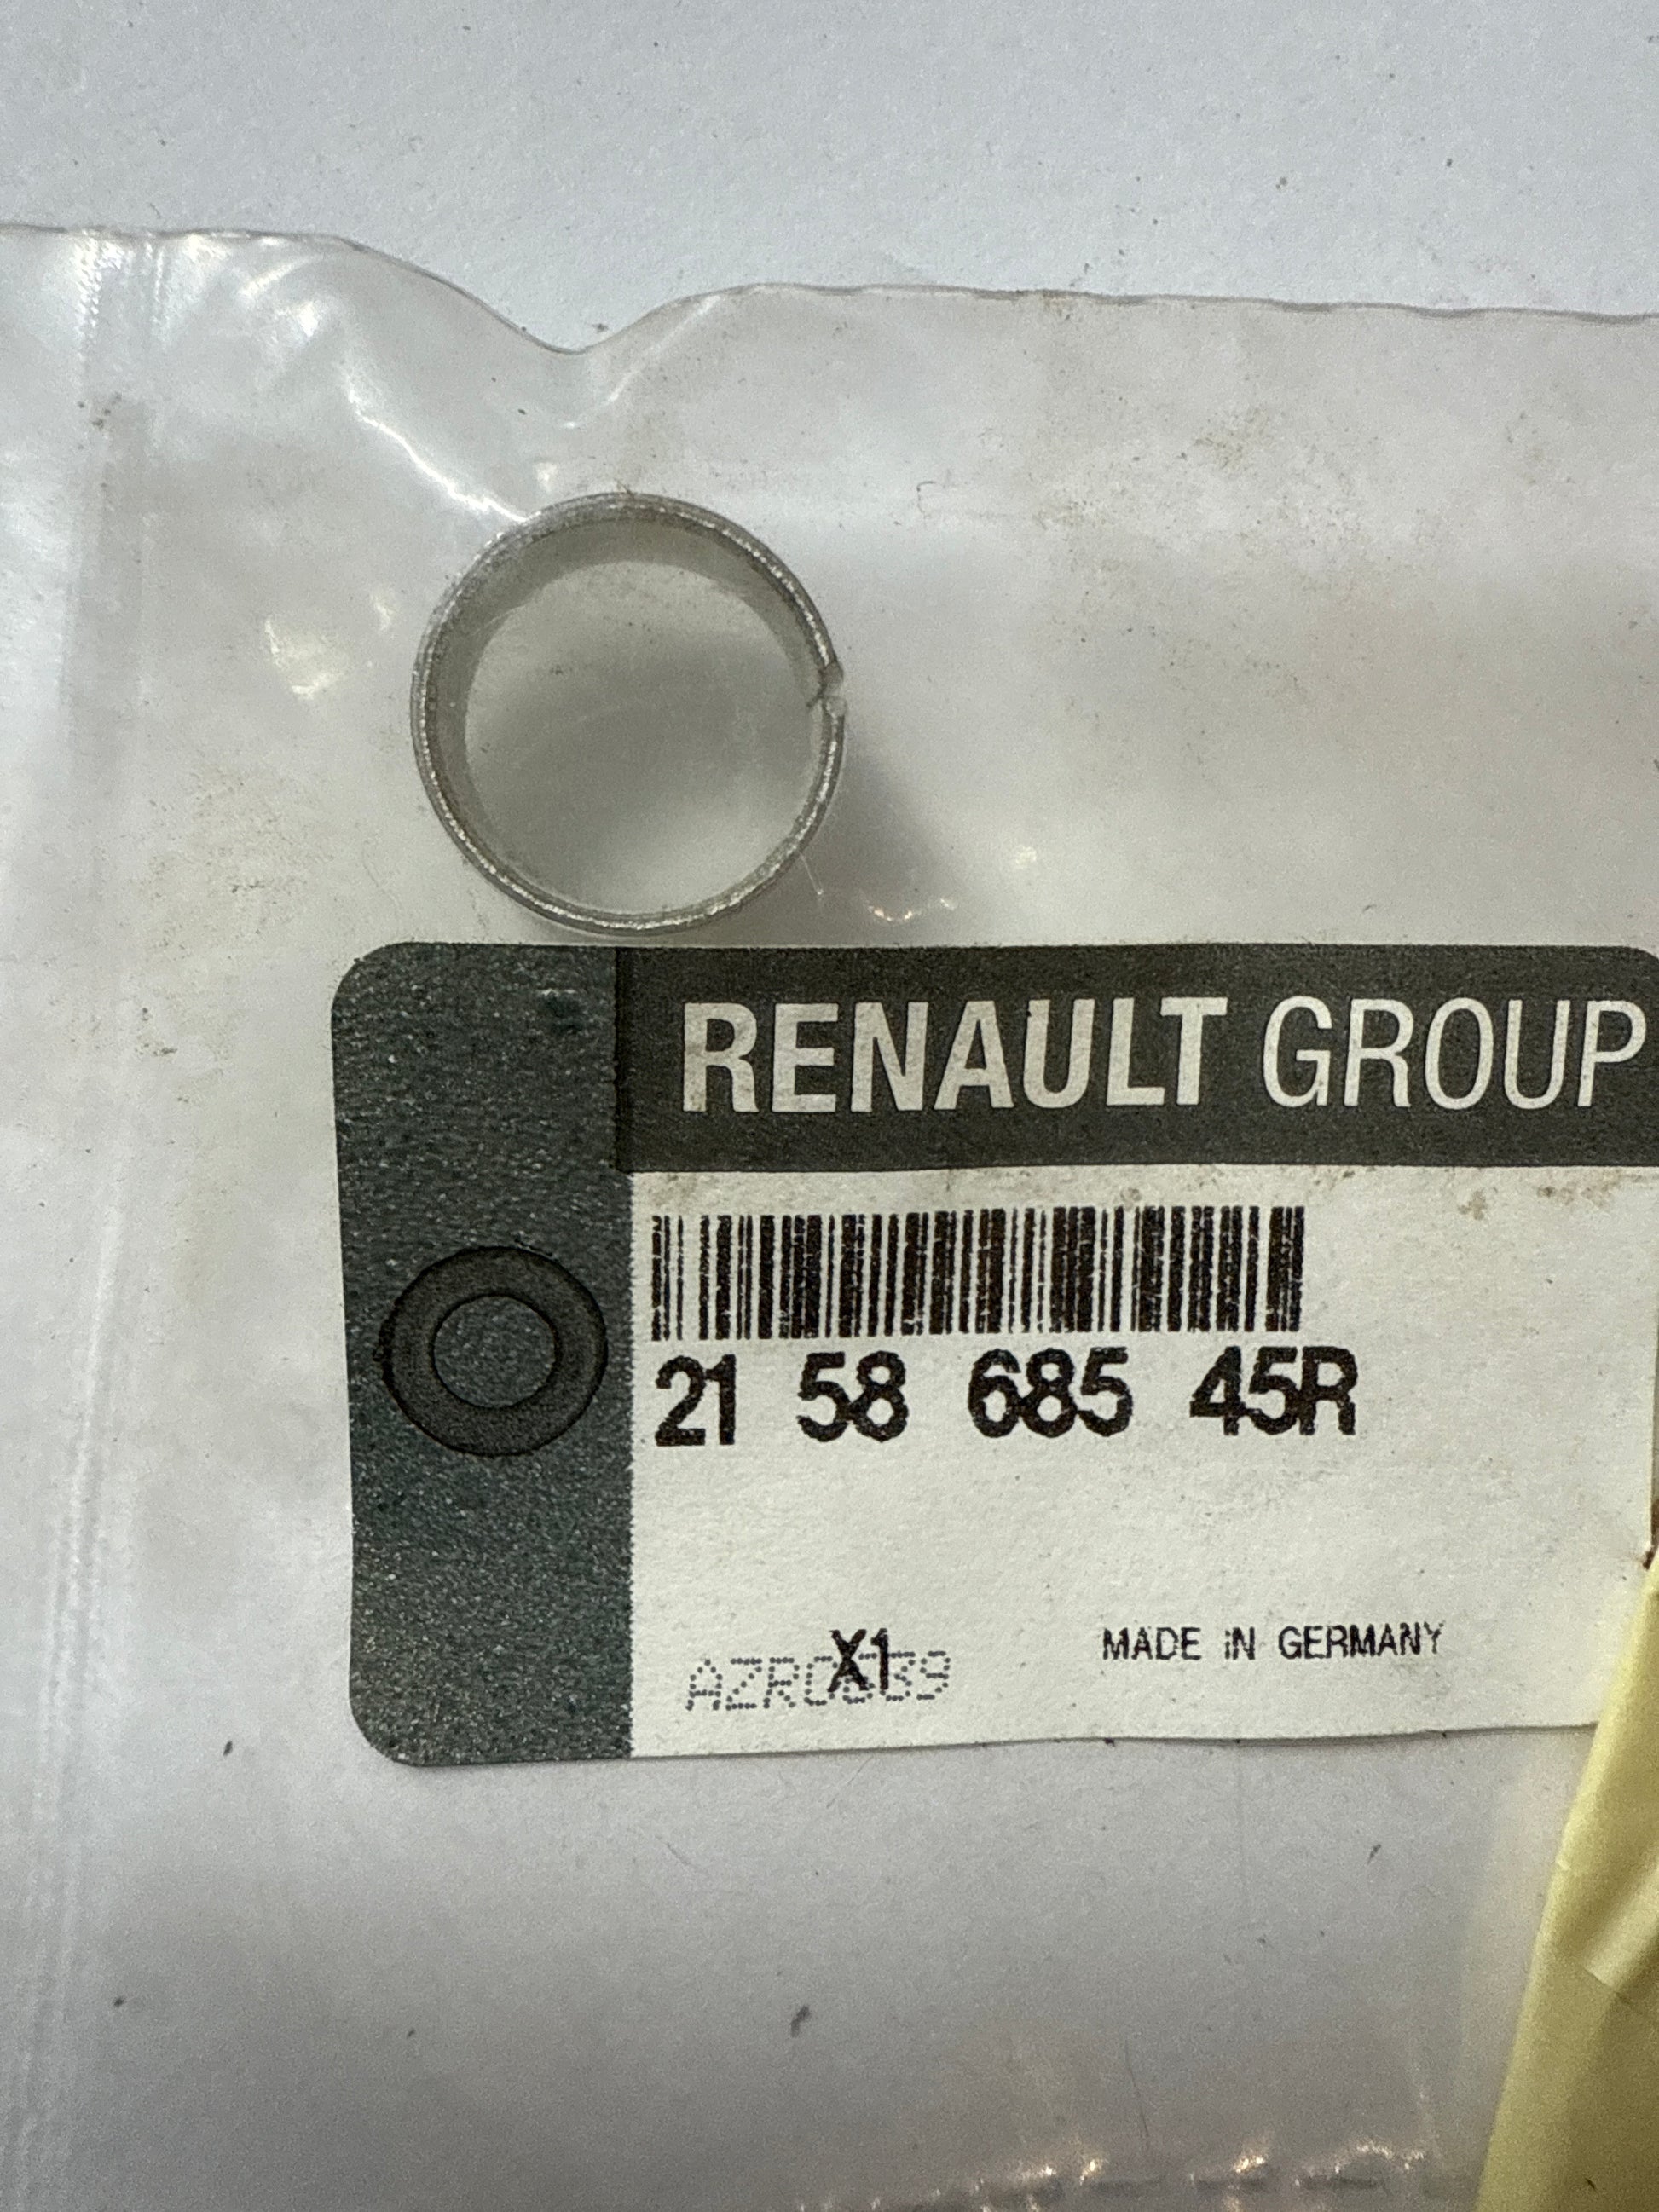 RENAULT GROUP
21 58 685 45R
X1
MADE IN GERMANY